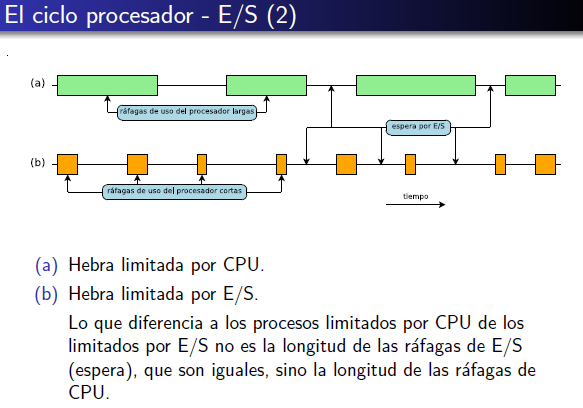 El ciclo procesador - E/S (2)
(a)
ráfagas de uso del procesador largas
espera por E/S
(b)
ráfagas de uso del procesador cortas
tiempo
(a) Hebra limitada por CPU.
(b) Hebra limitada por E/S.
Lo que diferencia a los procesos limitados por CPU de los
limitados por E/S no es la longitud de las ráfagas de E/S
(espera), que son iguales, sino la longitud de las ráfagas de
CPU.